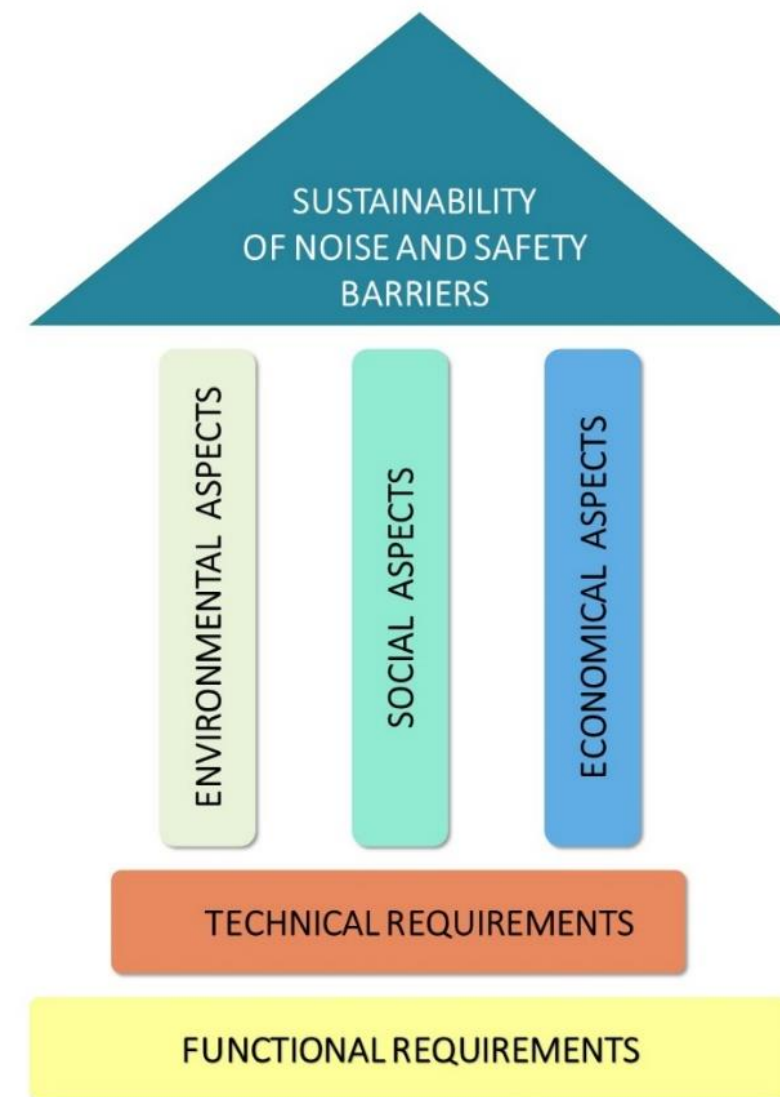 SUSTAINABILITY
OF NOISE AND SAFETY
BARRIERS
ENVIRONMENTAL ASPECTS
SOCIAL ASPECTS
ECONOMICAL ASPECTS
TECHNICAL REQUIREMENTS
FUNCTIONAL REQUIREMENTS